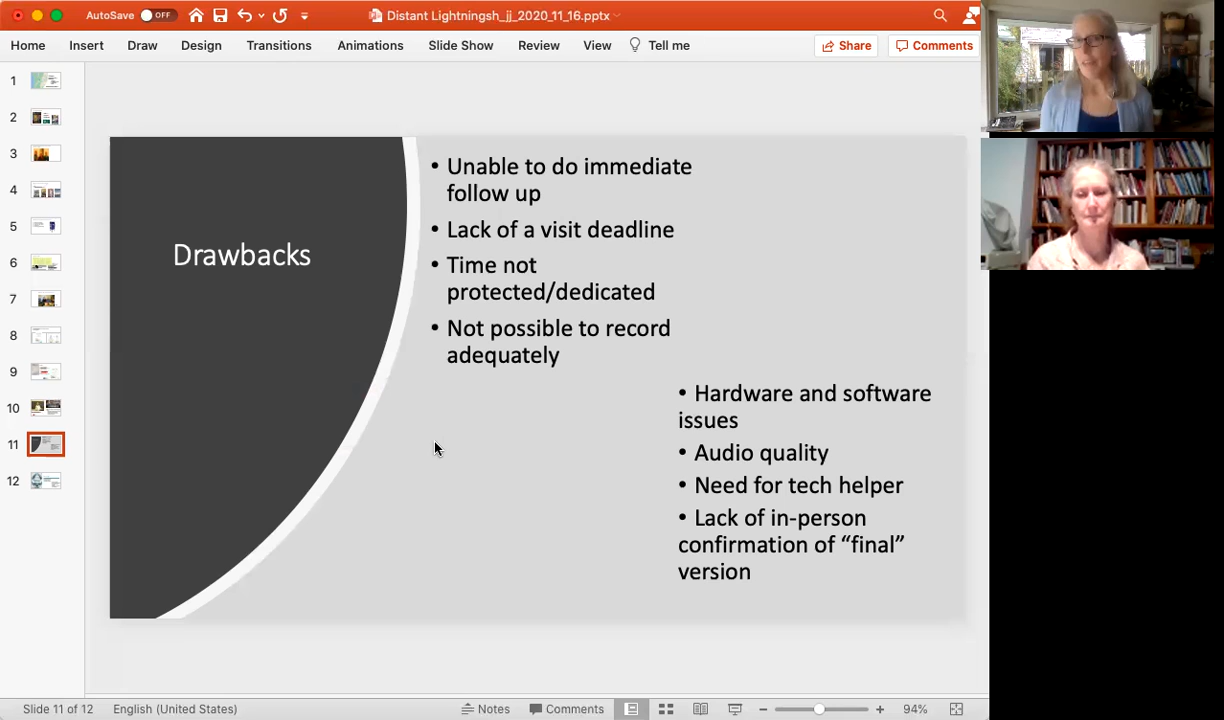 AutoSave OFF
Distant Lightningsh_jj_2020_11_16.pptx
Home Insert Draw Design Transitions Animations Slide Show Review View Tell me
Share Comments
1
2
3
4
5
6
7
8
9
10
11
12
Drawbacks
• Unable to do immediate
follow up
• Lack of a visit deadline
• Time not
protected/dedicated
• Not possible to record
adequately
• Hardware and software
issues
• Audio quality
• Need for tech helper
• Lack of in-person
confirmation of “final”
version
Slide 11 of 12 English (United States) Notes Comments 94%